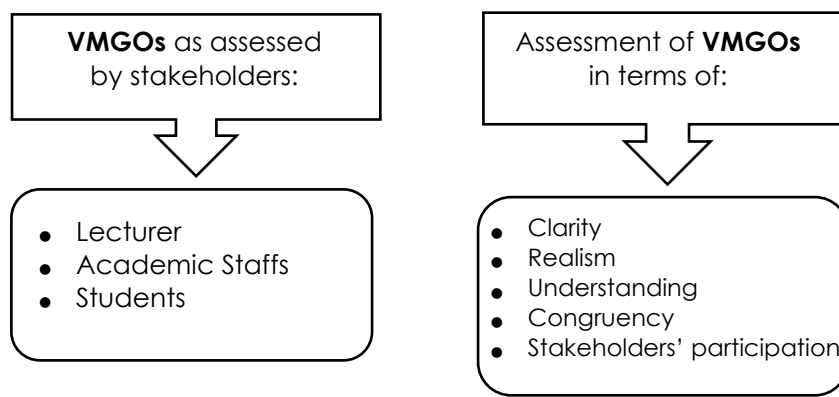 VMGOs as assessed
by stakeholders:
● Lecturer
● Academic Staffs
● Students
Assessment of VMGOs
in terms of:
● Clarity
● Realism
● Understanding
● Congruency
● Stakeholders’ participation